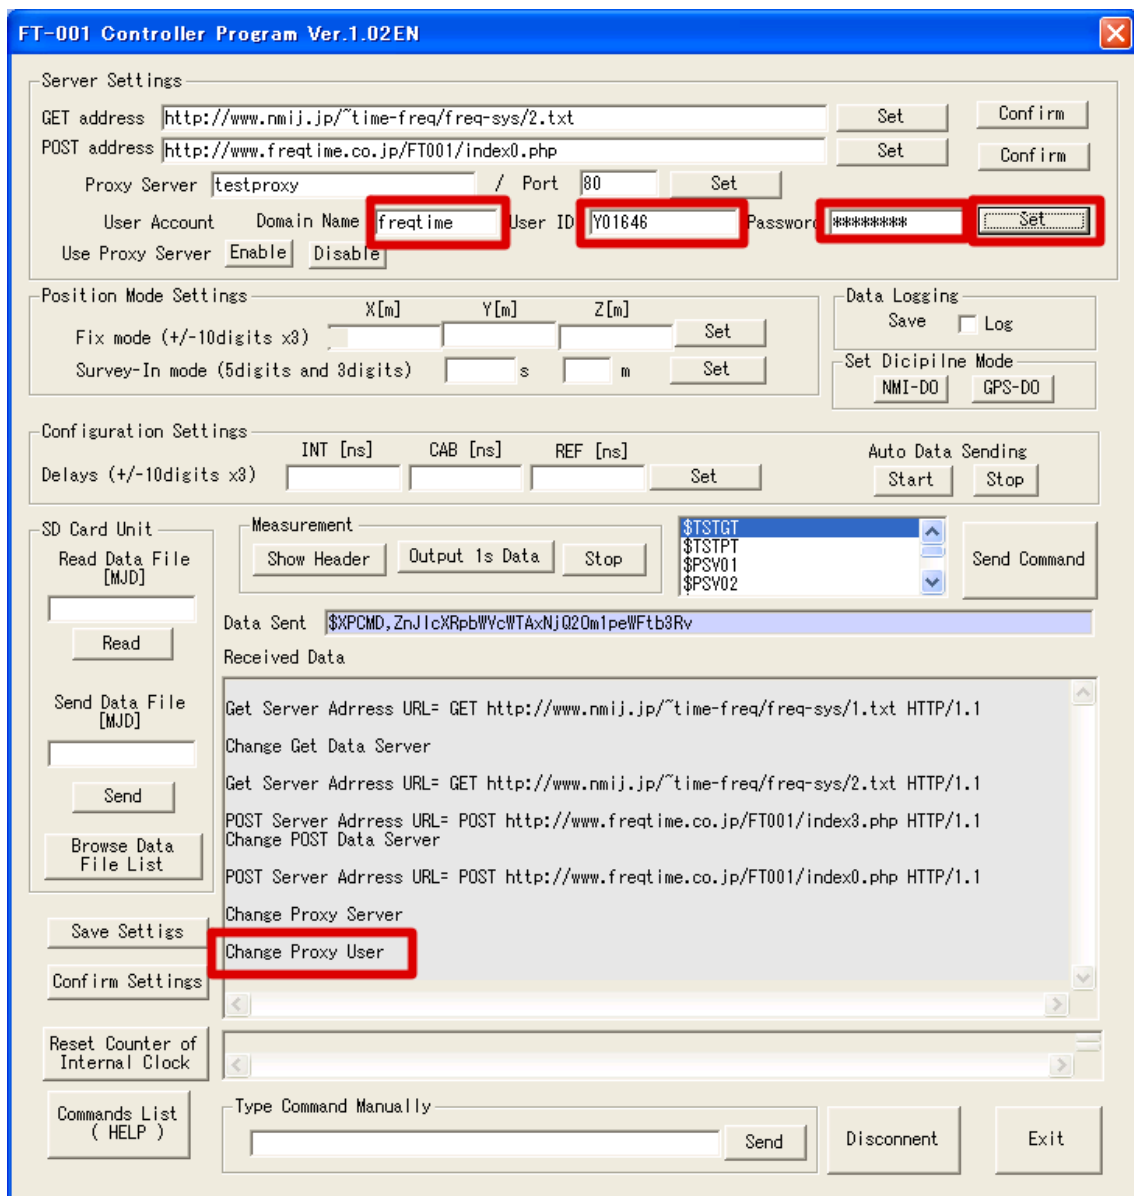 FT-001 Controller Program Ver.1.02EN
Server Settings
GET address http://www.nmij.jp/~time-freq/freq-sys/2.txt Set Confirm
POST address http://www.freqtime.co.jp/FT001/index0.php Set Confirm
Proxy Server testproxy / Port 80 Set
User Account Domain Name freqtime User ID Y01646 Password ******** Set
Use Proxy Server Enable Disable
Position Mode Settings
X[m] Y[m] Z[m]
Fix mode (+/-10digits x3) Set
Survey-In mode (5digits and 3digits) s m Set
Data Logging
Save Log
Set Dicipilne Mode
NMI-DO GPS-DO
Configuration Settings
INT [ns] CAB [ns] REF [ns]
Delays (+/-10digits x3) Set
Auto Data Sending
Start Stop
SD Card Unit
Read Data File
[MJD]
Read
Send Data File
[MJD]
Send
Browse Data
File List
Measurement
Show Header Output 1s Data Stop
$TSTGT
$TSTPT
$PSV01
$PSV02
Send Command
Data Sent $XPCMD,ZnJlcXRpbWVcWTAxNjQ2Om1peWFtb3Rv
Received Data
Get Server Adrress URL= GET http://www.nmij.jp/~time-freq/freq-sys/1.txt HTTP/1.1
Change Get Data Server
Get Server Adrress URL= GET http://www.nmij.jp/~time-freq/freq-sys/2.txt HTTP/1.1
POST Server Adrress URL= POST http://www.freqtime.co.jp/FT001/index3.php HTTP/1.1
Change POST Data Server
POST Server Adrress URL= POST http://www.freqtime.co.jp/FT001/index0.php HTTP/1.1
Change Proxy Server
Change Proxy User
Save Settigs
Confirm Settings
Reset Counter of
Internal Clock
Commands List
( HELP )
Type Command Manually
Send
Disconnent
Exit